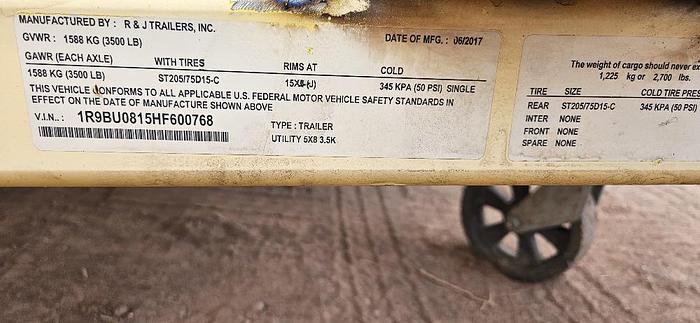 MANUFACTURED BY : R & J TRAILERS, INC.
GVWR : 1588 KG (3500 LB) DATE OF MFG. : 06/2017
GAWR (EACH AXLE) WITH TIRES RIMS AT COLD
1588 KG (3500 LB) ST205/75D15-C 15X5 (J) 345 KPA (50 PSI) SINGLE
THIS VEHICLE CONFORMS TO ALL APPLICABLE U.S. FEDERAL MOTOR VEHICLE SAFETY STANDARDS IN
EFFECT ON THE DATE OF MANUFACTURE SHOWN ABOVE
V.I.N.. : 1R9BU0815HF600768
TYPE : TRAILER
UTILITY 5X8 3.5K
The weight of cargo should never ex
1,225 kg or 2,700 lbs.
TIRE SIZE COLD TIRE PRES
REAR ST205/75D15-C 345 KPA (50 PSI)
INTER NONE
FRONT NONE
SPARE NONE